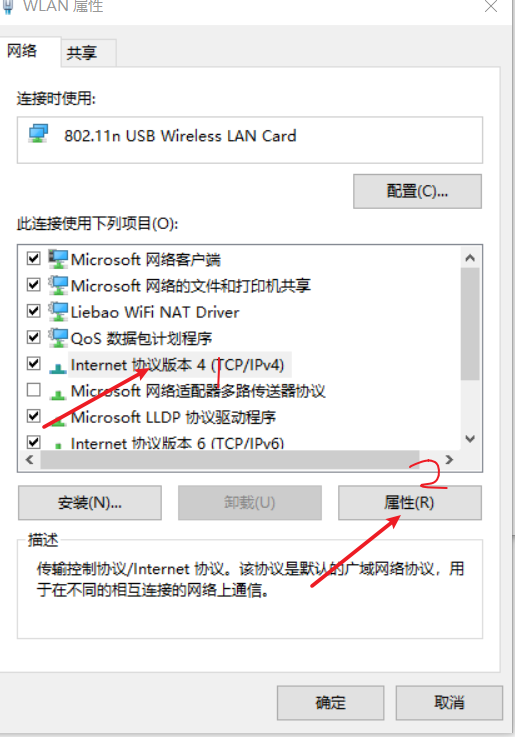 WLAN 属性
网络 共享
连接时使用:
802.11n USB Wireless LAN Card
配置(C)...
此连接使用下列项目(O):
Microsoft 网络客户端
Microsoft 网络的文件和打印机共享
Liebao WiFi NAT Driver
QoS 数据包计划程序
Internet 协议版本 4 (TCP/IPv4)
Microsoft 网络适配器多路传送器协议
Microsoft LLDP 协议驱动程序
Internet 协议版本 6 (TCP/IPv6)
2
安装(N)... 卸载(U) 属性(R)
描述
传输控制协议/Internet 协议。该协议是默认的广域网络协议，用
于在不同的相互连接的网络上通信。
确定 取消